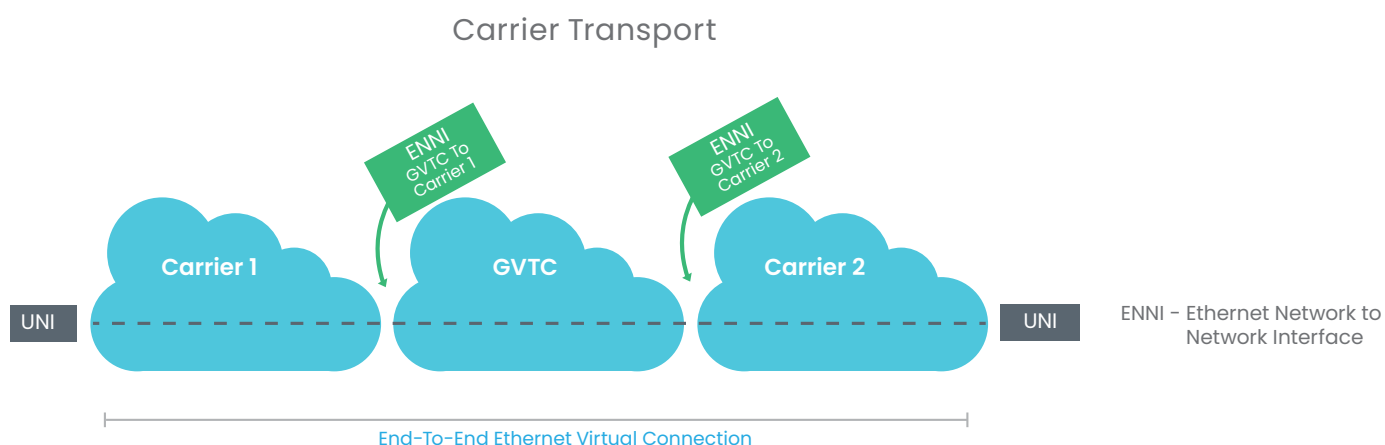 Carrier Transport
ENNI
GVTC To
Carrier 1
ENNI
GVTC To
Carrier 2
Carrier 1
GVTC
Carrier 2
UNI
UNI
ENNI - Ethernet Network to
Network Interface
End-To-End Ethernet Virtual Connection